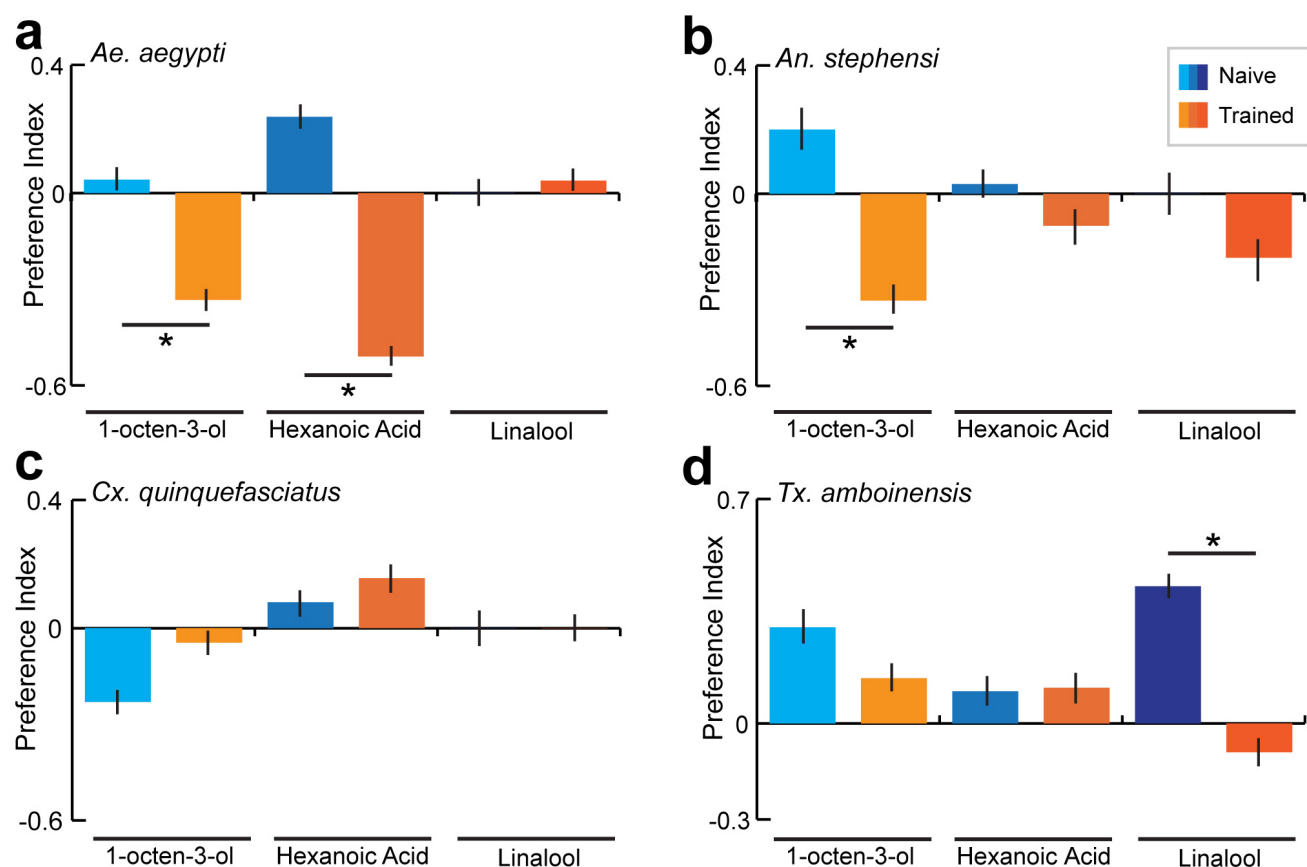 a
Ae. aegypti
0.4
0
-0.6
Preference Index
*
*
1-octen-3-ol
Hexanoic Acid
Linalool
b
An. stephensi
0.4
0
-0.6
Preference Index
*
1-octen-3-ol
Hexanoic Acid
Linalool
Naive
Trained
c
Cx. quinquefasciatus
0.4
0
-0.6
Preference Index
1-octen-3-ol
Hexanoic Acid
Linalool
d
Tx. amboinensis
0.7
0
-0.3
Preference Index
*
1-octen-3-ol
Hexanoic Acid
Linalool